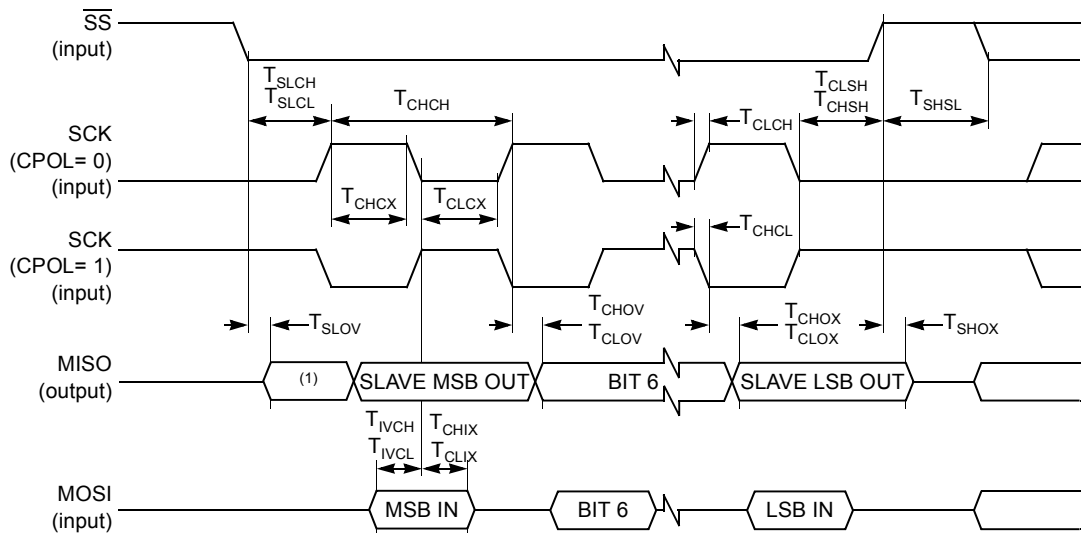 SS
(input)
T_SLCH
T_SLCL
T_CHCH
T_CLCH
T_CLSH
T_CHSH
T_SHSL
SCK
(CPOL= 0)
(input)
T_CHCX
T_CLCX
SCK
(CPOL= 1)
(input)
T_CHCL
T_SLOV
T_CHOV
T_CLOV
T_CHOX
T_CLOX
T_SHOX
MISO
(output)
(1)
SLAVE MSB OUT
BIT 6
SLAVE LSB OUT
T_IVCH
T_IVCL
T_CHIX
T_CLIX
MOSI
(input)
MSB IN
BIT 6
LSB IN